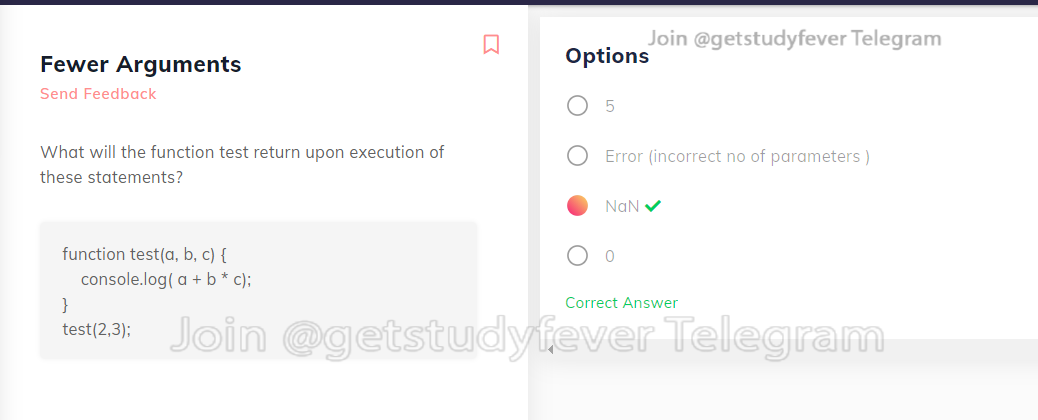 Fewer Arguments
Send Feedback
What will the function test return upon execution of
these statements?
function test(a, b, c) {
console.log( a + b * c);
}
test(2,3);
Join @getstudyfever Telegram
Options
5
Error (incorrect no of parameters )
NaN
0
Correct Answer
Join @getstudyfever Telegram